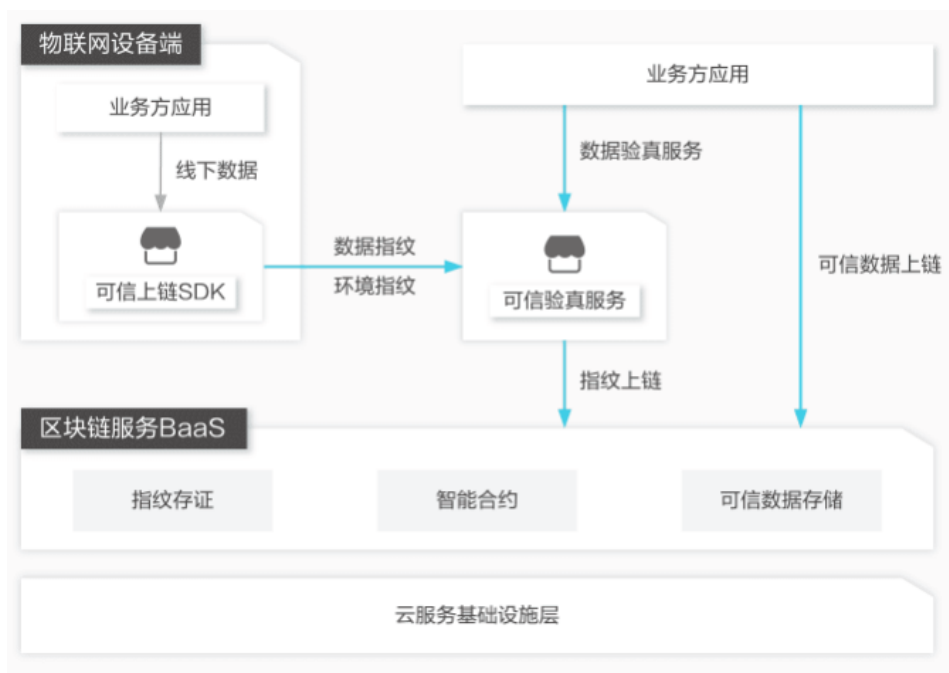 物联网设备端
业务方应用
线下数据
可信上链SDK
数据指纹
环境指纹
业务方应用
数据验真服务
可信验真服务
可信数据上链
指纹上链
区块链服务BaaS
指纹存证
智能合约
可信数据存储
云服务基础设施层